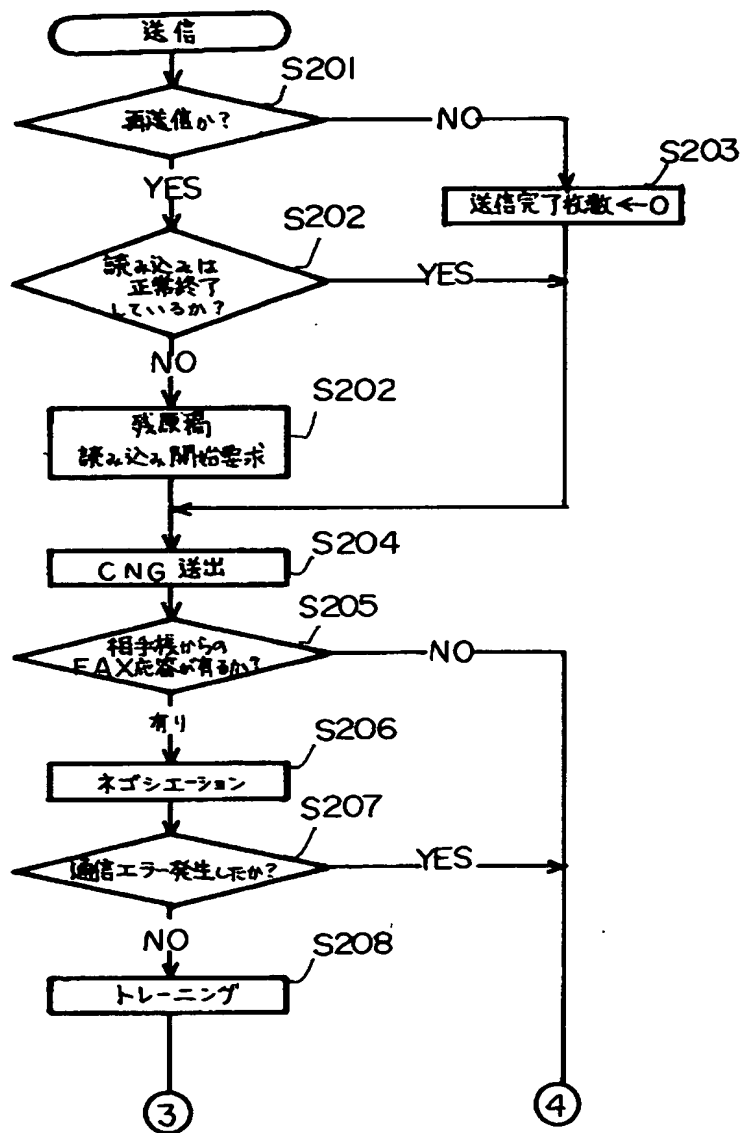 送信
S201
再送信か?
NO
S203
YES
送信完了枚数←0
S202
読み込みは
正常終了
しているか?
YES
NO
S202
残原稿
読み込み開始要求
S204
CNG 送出
S205
相手機からの
FAX応答が有るか?
NO
有り
S206
ネゴシエーション
S207
通信エラー発生したか?
YES
NO
S208
トレーニング
③
④